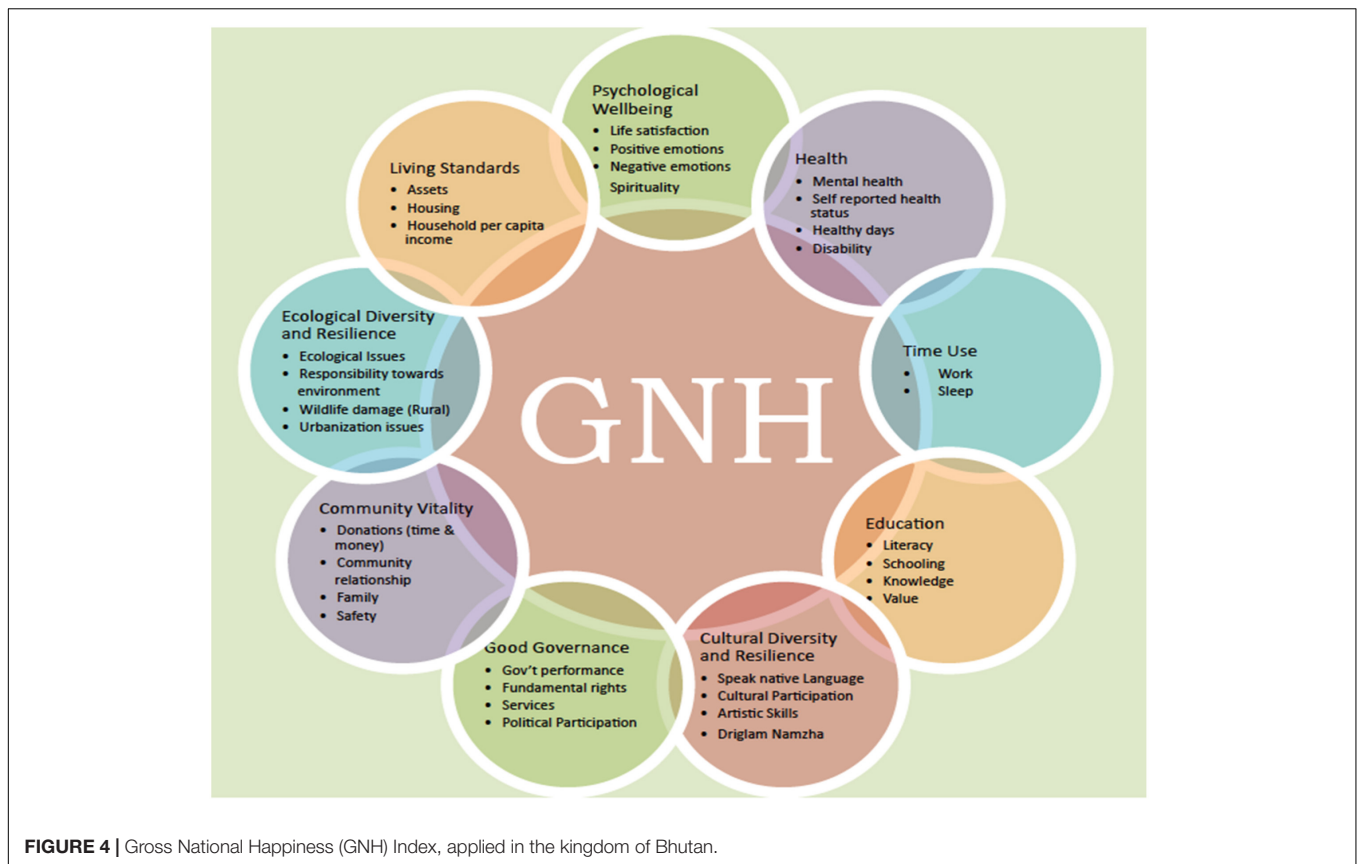 Psychological
Wellbeing
• Life satisfaction
• Positive emotions
• Negative emotions
Spirituality
Health
• Mental health
• Self reported health
status
• Healthy days
• Disability
Time Use
• Work
• Sleep
Education
• Literacy
• Schooling
• Knowledge
• Value
Cultural Diversity
and Resilience
• Speak native Language
• Cultural Participation
• Artistic Skills
• Driglam Namzha
Good Governance
• Gov't performance
• Fundamental rights
• Services
• Political Participation
Community Vitality
• Donations (time &
money)
• Community
relationship
• Family
• Safety
Ecological Diversity
and Resilience
• Ecological Issues
• Responsibility towards
environment
• Wildlife damage (Rural)
• Urbanization issues
Living Standards
• Assets
• Housing
• Household per capita
income
GNH
FIGURE 4 | Gross National Happiness (GNH) Index, applied in the kingdom of Bhutan.